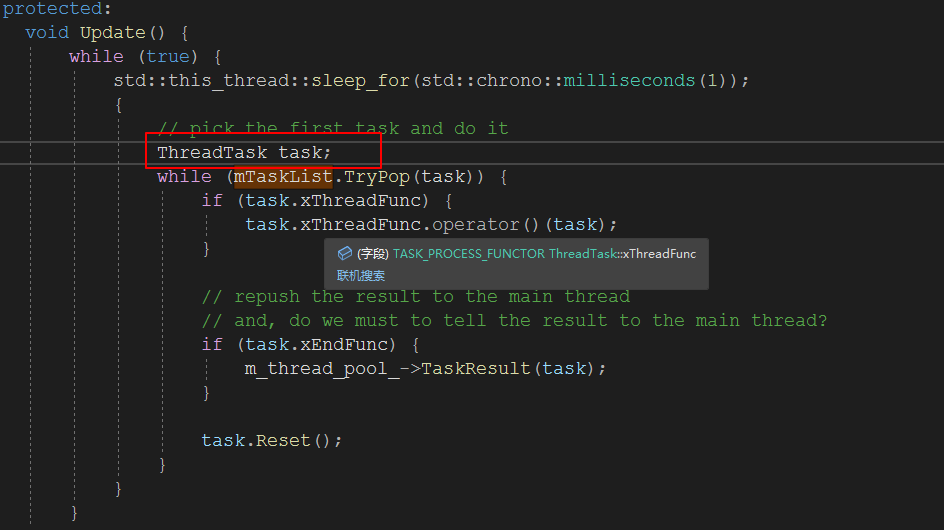 protected:
void Update() {
while (true) {
std::this_thread::sleep_for(std::chrono::milliseconds(1));
{
// pick the first task and do it
ThreadTask task;
while (mTaskList.TryPop(task)) {
if (task.xThreadFunc) {
task.xThreadFunc.operator()(task);
}
(字段) TASK_PROCESS_FUNCTOR ThreadTask::xThreadFunc
联机搜索
// repush the result to the main thread
// and, do we must to tell the result to the main thread?
if (task.xEndFunc) {
m_thread_pool_->TaskResult(task);
}
task.Reset();
}
}
}